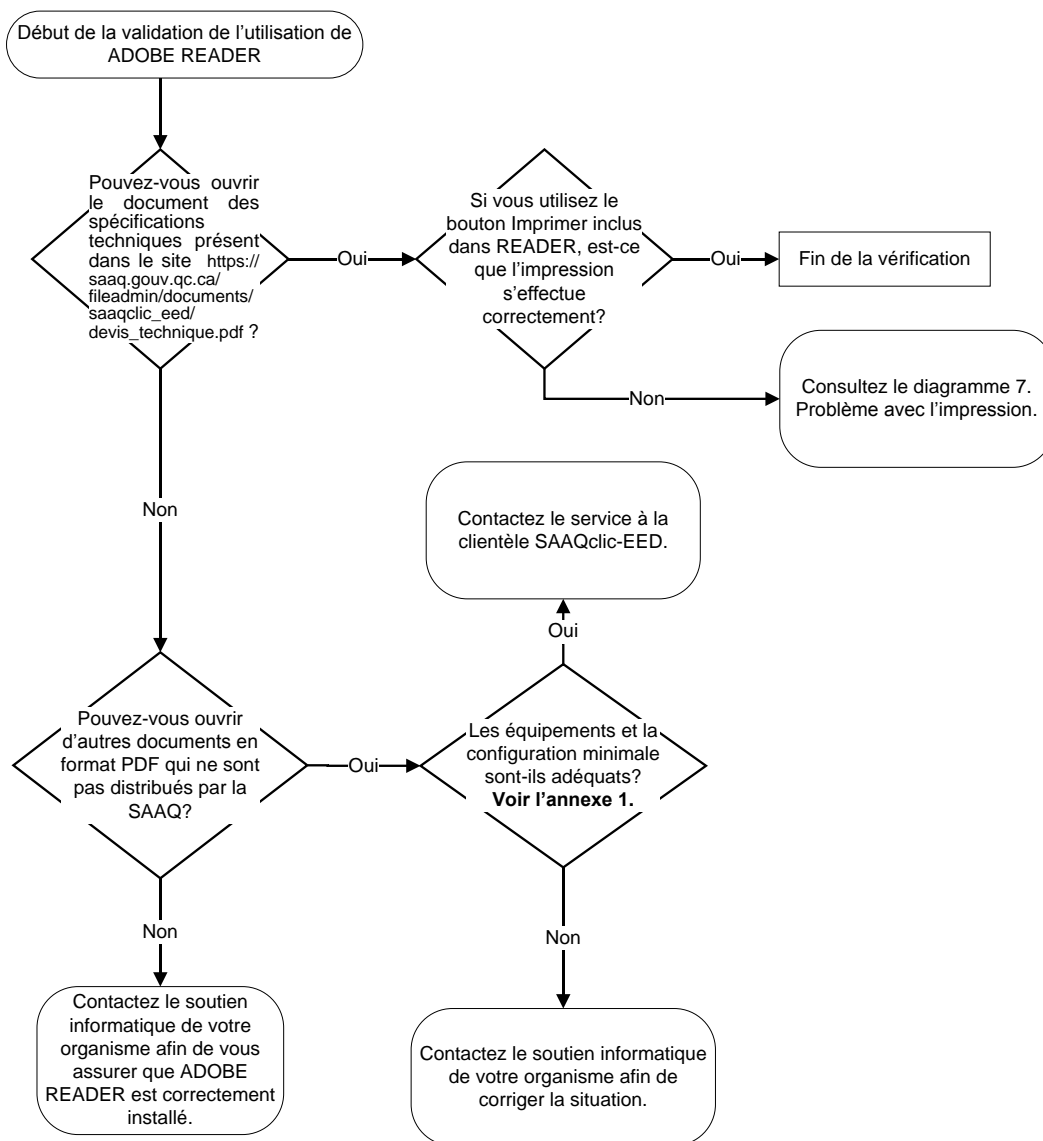 Début de la validation de l'utilisation de
ADOBE READER
Pouvez-vous ouvrir
le document des
spécifications
techniques présent
dans le site https://
saaq.gouv.qc.ca/
fileadmin/documents/
saaqclic_eed/
devis_technique.pdf ?
Oui
Si vous utilisez le
bouton Imprimer inclus
dans READER, est-ce
que l'impression
s'effectue
correctement?
Oui
Fin de la vérification
Non
Consultez le diagramme 7.
Problème avec l'impression.
Non
Contactez le service à la
clientèle SAAQclic-EED.
Oui
Pouvez-vous ouvrir
d'autres documents en
format PDF qui ne sont
pas distribués par la
SAAQ?
Oui
Les équipements et la
configuration minimale
sont-ils adéquats?
Voir l'annexe 1.
Non
Non
Contactez le soutien
informatique de votre
organisme afin de vous
assurer que ADOBE
READER est correctement
installé.
Contactez le soutien informatique
de votre organisme afin de
corriger la situation.